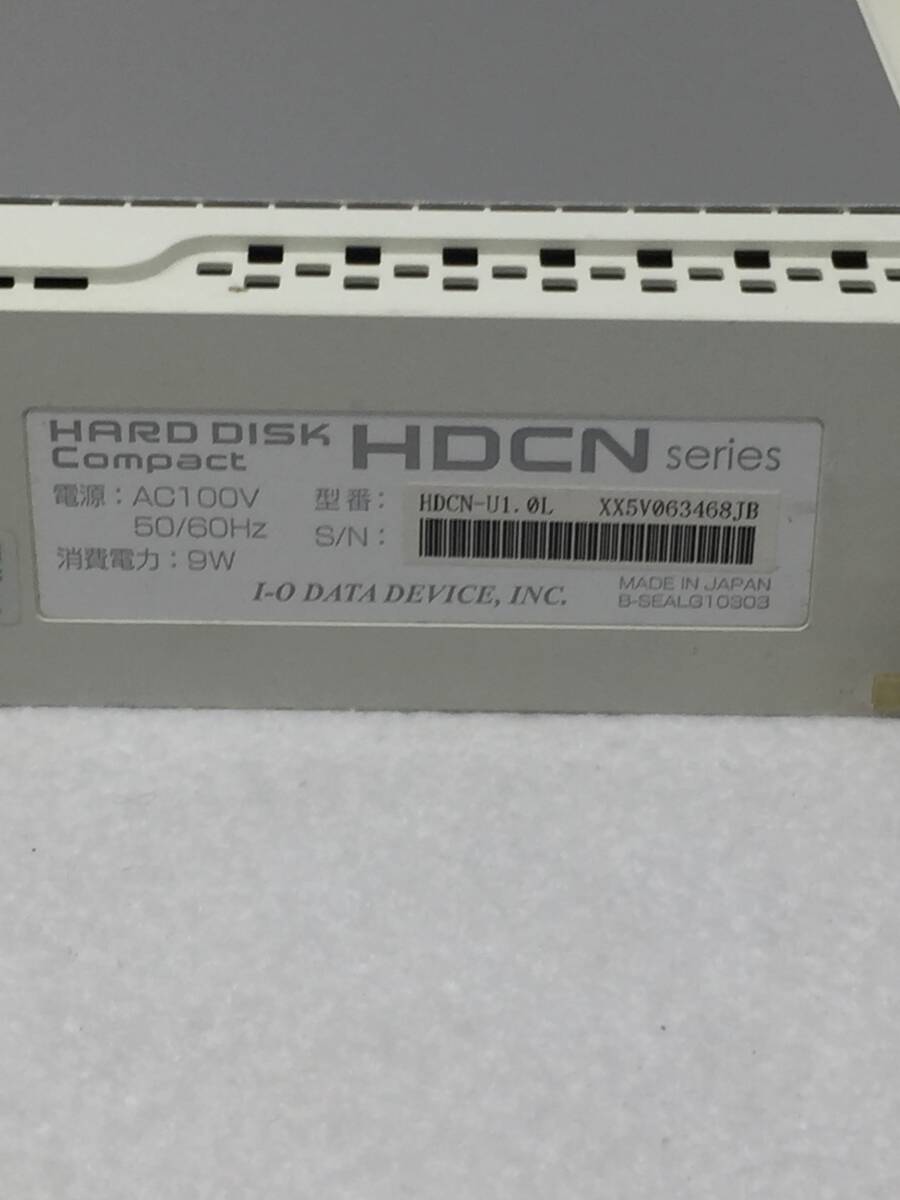 HARD DISK
Compact
HDCN series
電源：AC100V
50/60Hz
消費電力：9W
型番： HDCN-U1.0L XX5V063468JB
S/N：
I-O DATA DEVICE, INC.
MADE IN JAPAN
B-SEALG10303